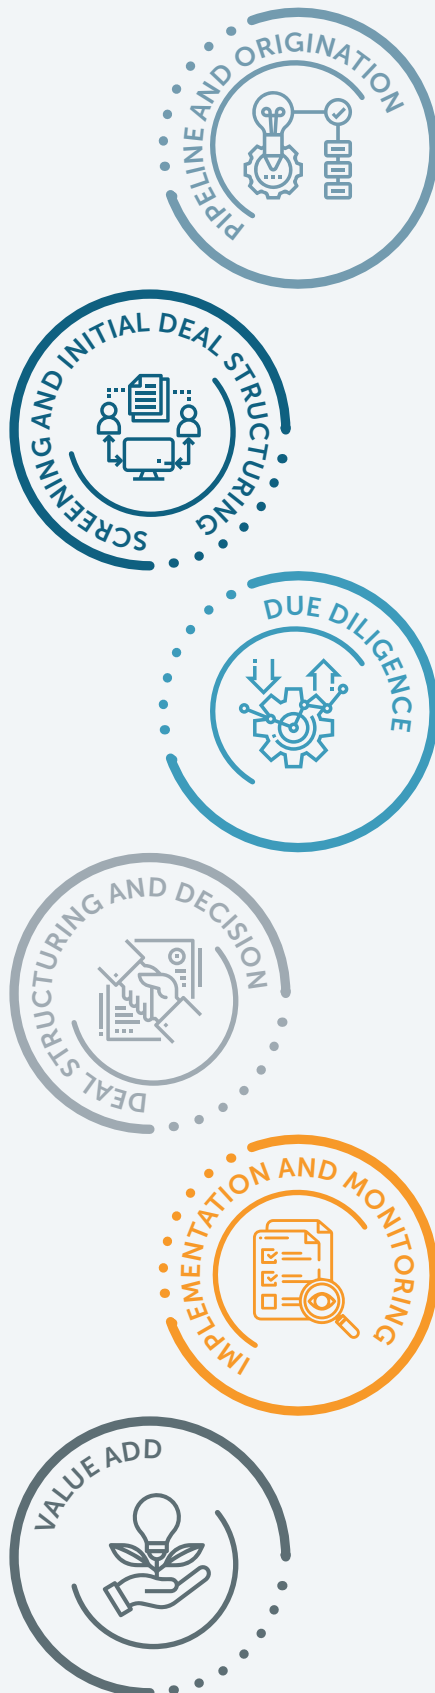 PIPELINE AND ORIGINATION
SCREENING AND INITIAL DEAL STRUCTURING
DUE DILIGENCE
DEAL STRUCTURING AND DECISION
IMPLEMENTATION AND MONITORING
VALUE ADD